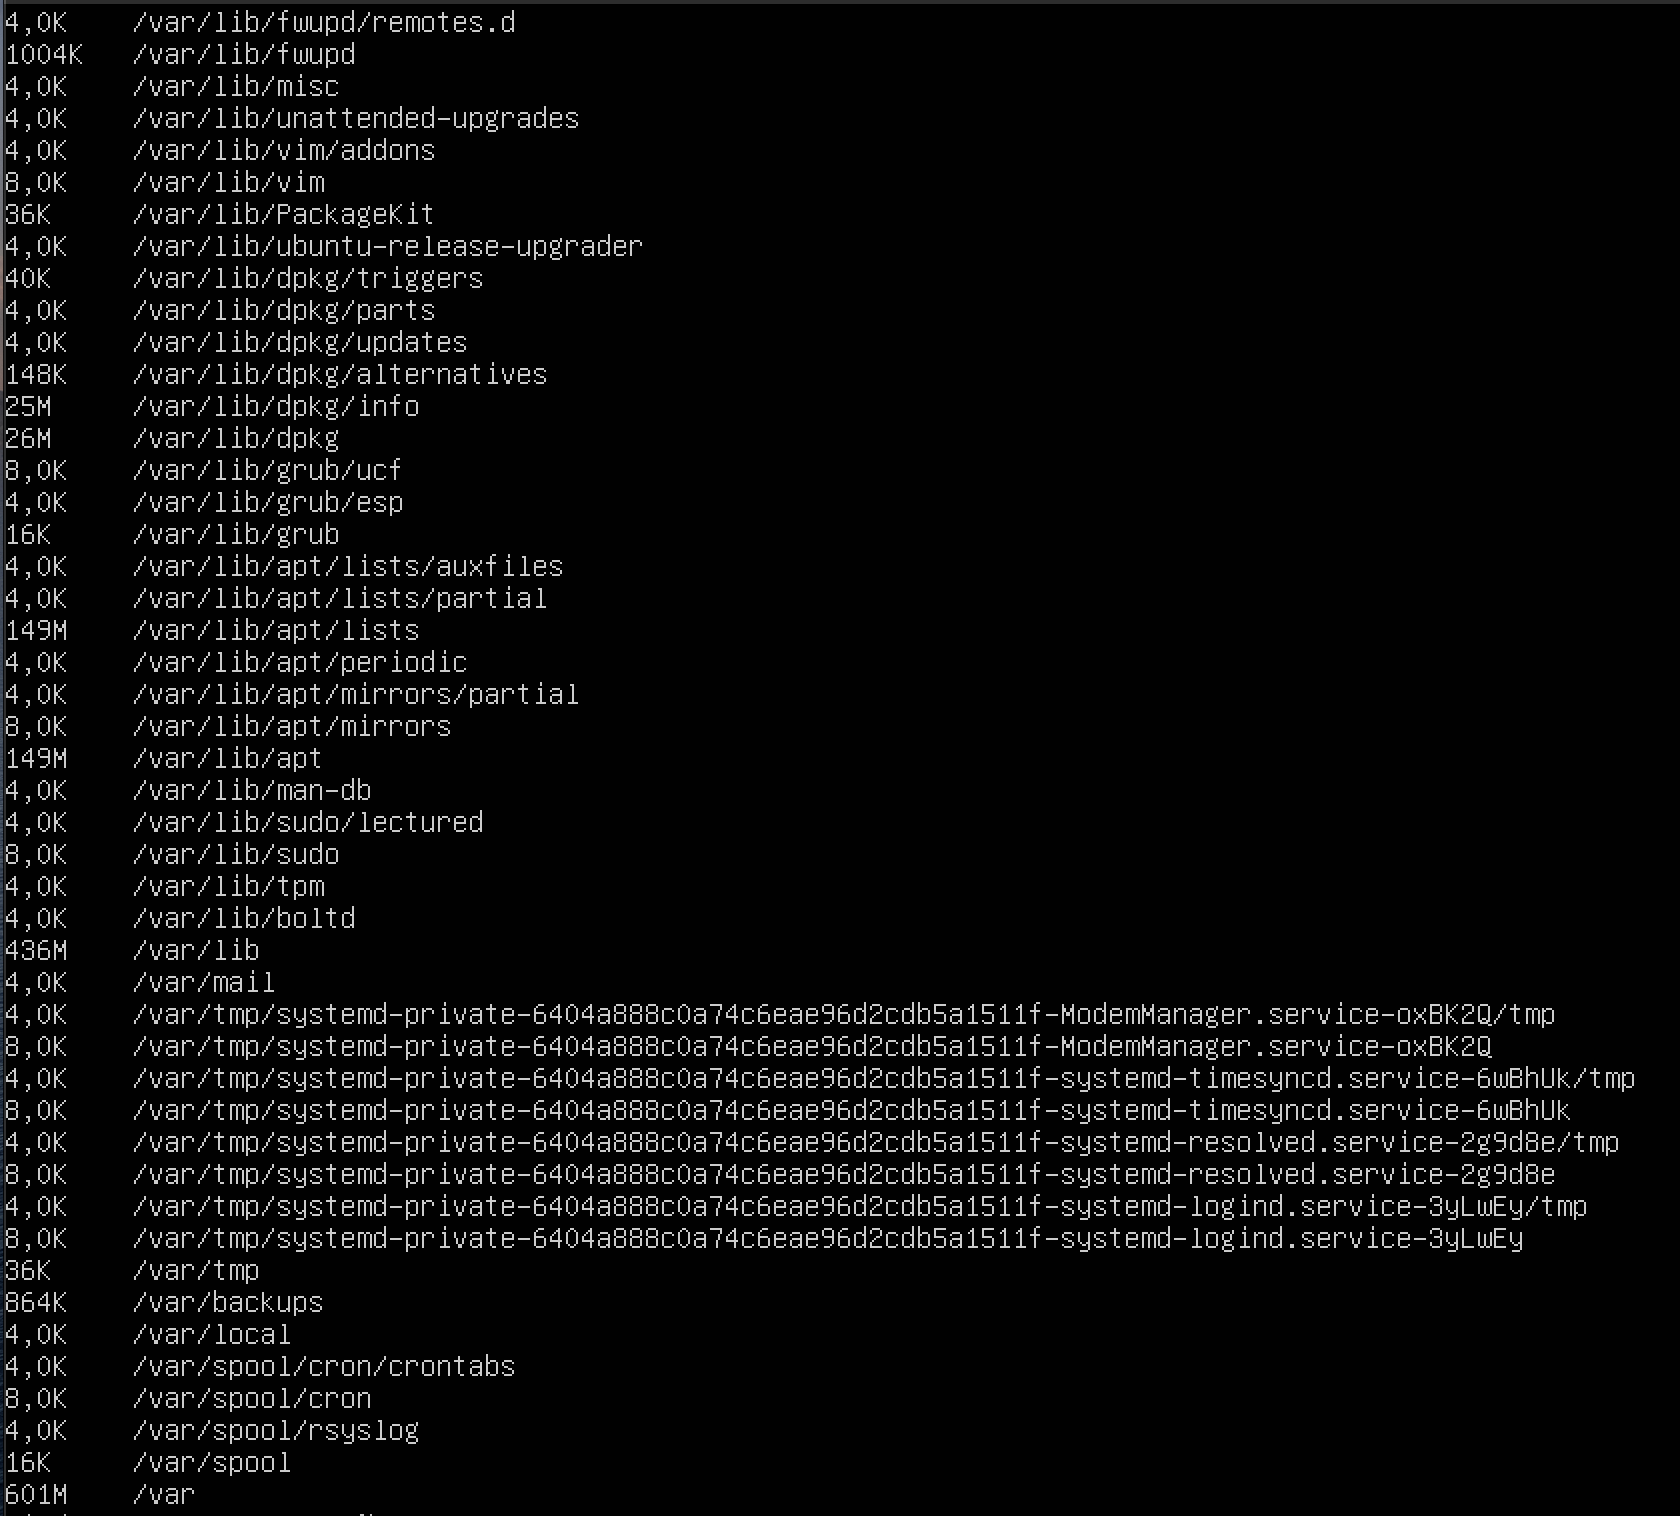 4,0K /var/lib/fwupd/remotes.d
1004K /var/lib/fwupd
4,0K /var/lib/misc
4,0K /var/lib/unattended-upgrades
4,0K /var/lib/vim/addons
8,0K /var/lib/vim
36K /var/lib/PackageKit
4,0K /var/lib/ubuntu-release-upgrader
40K /var/lib/dpkg/triggers
4,0K /var/lib/dpkg/parts
4,0K /var/lib/dpkg/updates
148K /var/lib/dpkg/alternatives
25M /var/lib/dpkg/info
26M /var/lib/dpkg
8,0K /var/lib/grub/ucf
4,0K /var/lib/grub/esp
16K /var/lib/grub
4,0K /var/lib/apt/lists/auxfiles
4,0K /var/lib/apt/lists/partial
149M /var/lib/apt/lists
4,0K /var/lib/apt/periodic
4,0K /var/lib/apt/mirrors/partial
8,0K /var/lib/apt/mirrors
149M /var/lib/apt
4,0K /var/lib/man-db
4,0K /var/lib/sudo/lectured
8,0K /var/lib/sudo
4,0K /var/lib/tpm
4,0K /var/lib/boltd
436M /var/lib
4,0K /var/mail
4,0K /var/tmp/systemd-private-6404a888c0a74c6eae96d2cdb5a1511f-ModemManager.service-oxBK2Q/tmp
8,0K /var/tmp/systemd-private-6404a888c0a74c6eae96d2cdb5a1511f-ModemManager.service-oxBK2Q
4,0K /var/tmp/systemd-private-6404a888c0a74c6eae96d2cdb5a1511f-systemd-timesyncd.service-6wBhUk/tmp
8,0K /var/tmp/systemd-private-6404a888c0a74c6eae96d2cdb5a1511f-systemd-timesyncd.service-6wBhUk
4,0K /var/tmp/systemd-private-6404a888c0a74c6eae96d2cdb5a1511f-systemd-resolved.service-2g9d8e/tmp
8,0K /var/tmp/systemd-private-6404a888c0a74c6eae96d2cdb5a1511f-systemd-resolved.service-2g9d8e
4,0K /var/tmp/systemd-private-6404a888c0a74c6eae96d2cdb5a1511f-systemd-logind.service-3yLwEy/tmp
8,0K /var/tmp/systemd-private-6404a888c0a74c6eae96d2cdb5a1511f-systemd-logind.service-3yLwEy
36K /var/tmp
864K /var/backups
4,0K /var/local
4,0K /var/spool/cron/crontabs
8,0K /var/spool/cron
4,0K /var/spool/rsyslog
16K /var/spool
601M /var